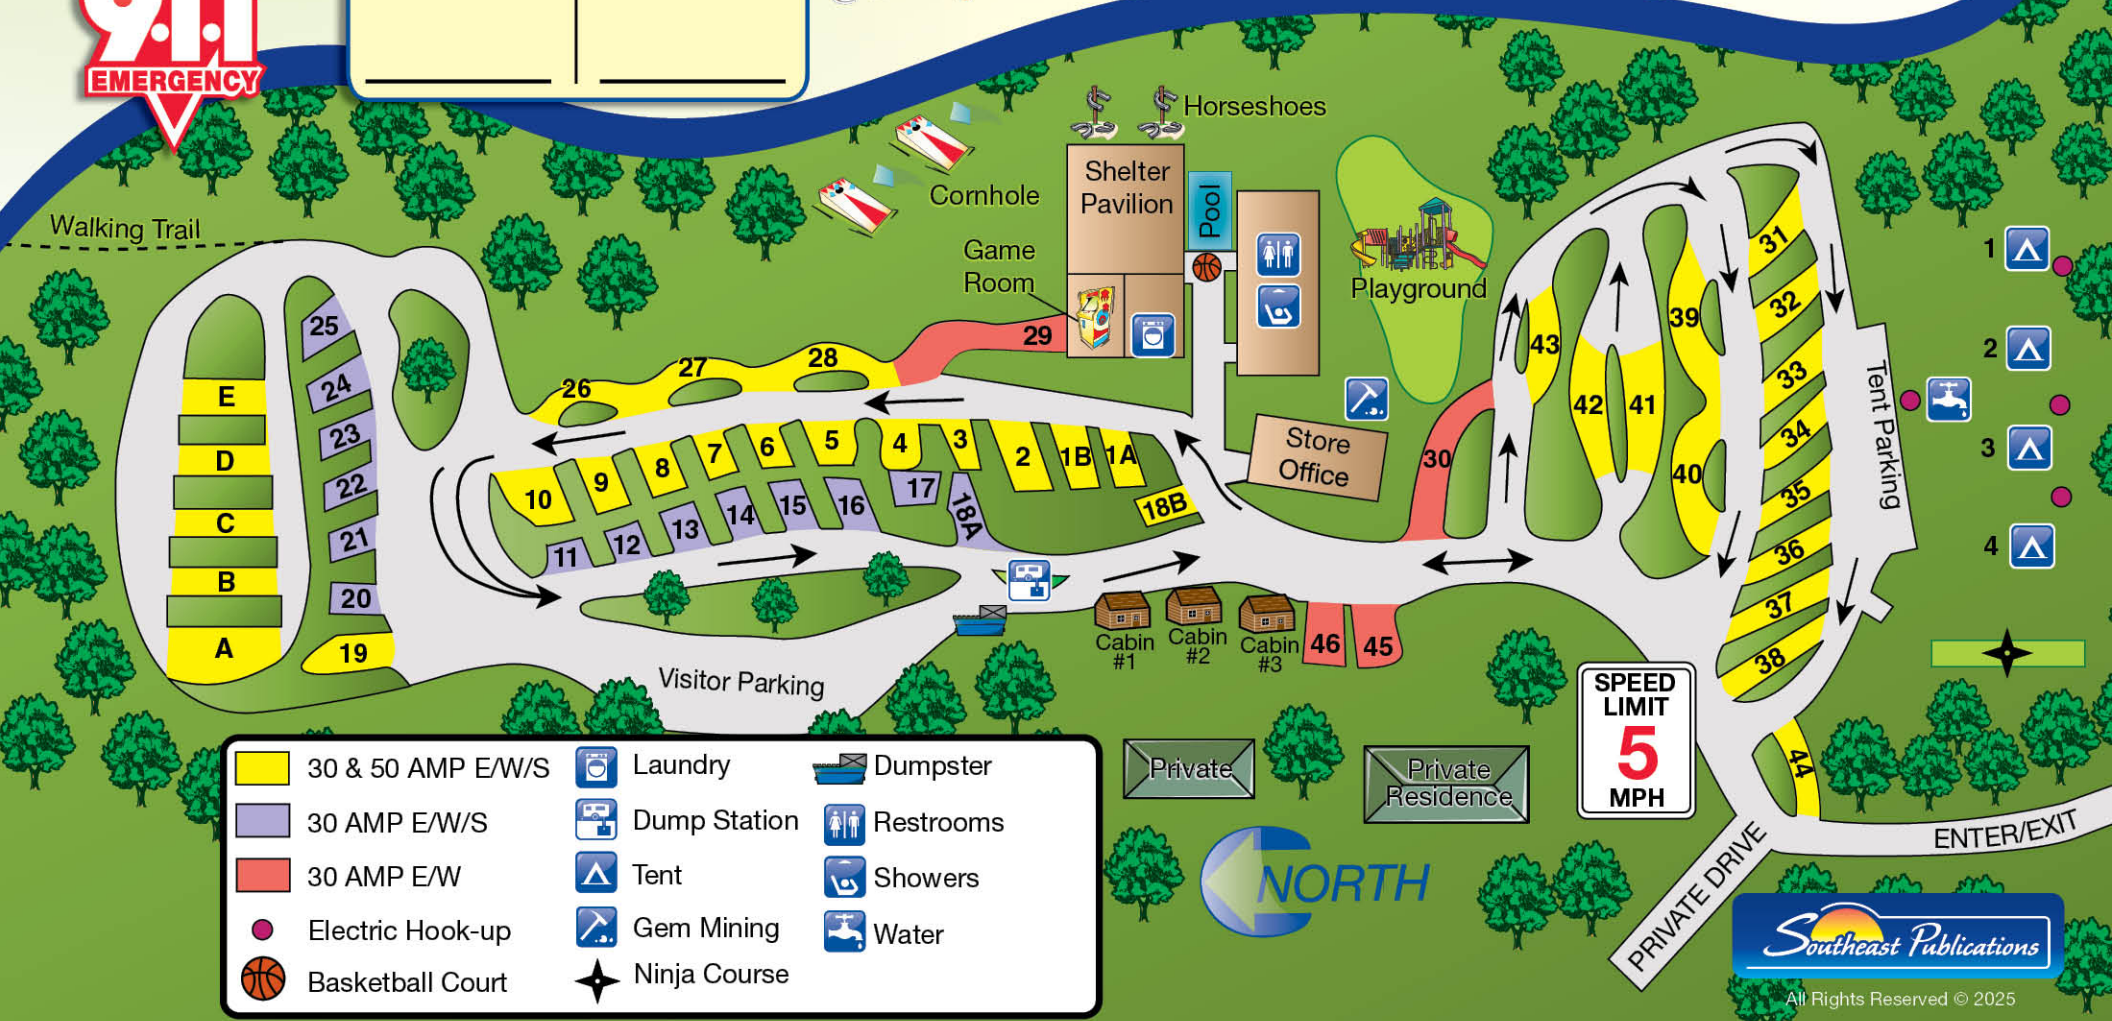 9.1.1
EMERGENCY
Walking Trail
Horseshoes
Cornhole
Shelter
Pavilion
Pool
Game
Room
Playground
Store
Office
Tent Parking
1
2
3
4
E
D
C
B
A
25
24
23
22
21
20
19
26
27
28
29
10
9
8
7
6
5
4
3
2
1B
1A
18B
11
12
13
14
15
16
17
18A
30
43
42
41
39
40
31
32
33
34
35
36
37
38
44
Cabin
#1
Cabin
#2
Cabin
#3
46
45
Visitor Parking
SPEED
LIMIT
5
MPH
Private
Private
Residence
NORTH
ENTER/EXIT
PRIVATE DRIVE
30 & 50 AMP E/W/S
30 AMP E/W/S
30 AMP E/W
Electric Hook-up
Basketball Court
Laundry
Dump Station
Tent
Gem Mining
Ninja Course
Dumpster
Restrooms
Showers
Water
Southeast Publications
All Rights Reserved © 2025